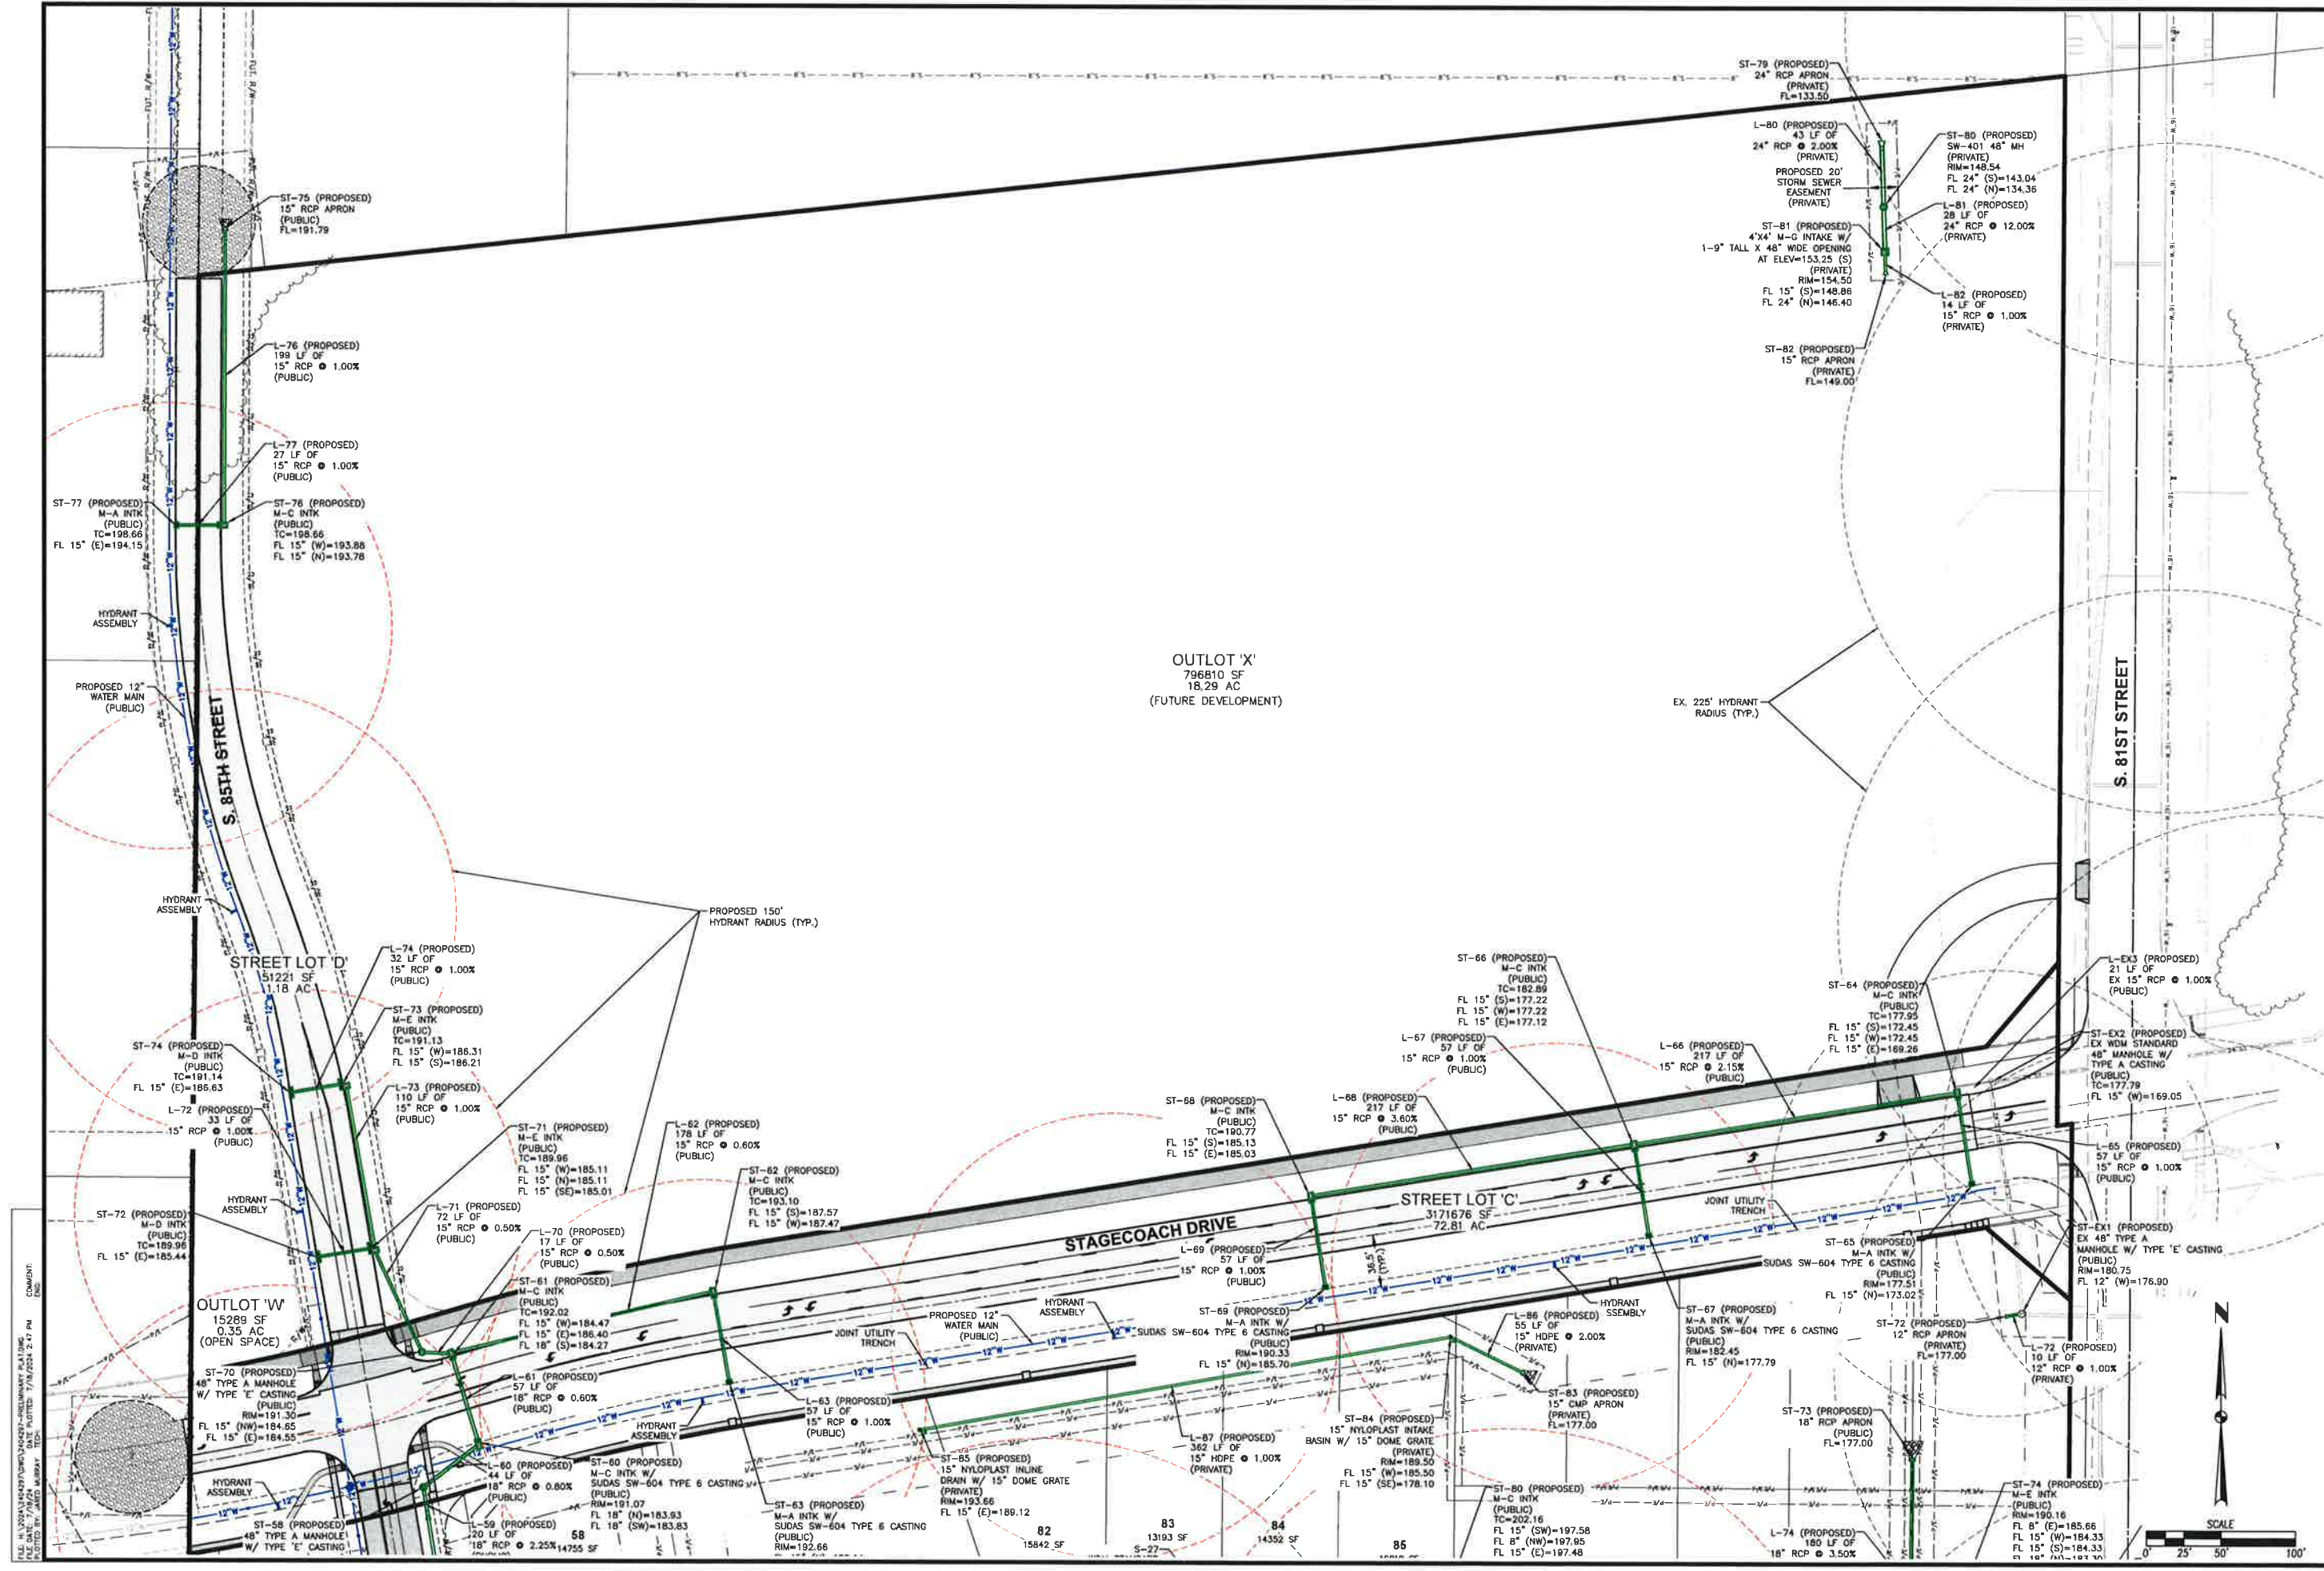 ST-79 (PROPOSED)
24" RCP APRON
(PRIVATE)
FL=133.50
L-80 (PROPOSED)
43 LF OF
24" RCP @ 2.00%
(PRIVATE)
PROPOSED 20'
STORM SEWER
EASEMENT
(PRIVATE)
ST-80 (PROPOSED)
SW-401 48" MH
(PRIVATE)
RIM=148.54
FL 24" (S)=143.04
FL 24" (N)=134.36
L-81 (PROPOSED)
28 LF OF
24" RCP @ 12.00%
(PRIVATE)
ST-81 (PROPOSED)
4'X4' M-G INTAKE W/
1-9" TALL X 48" WIDE OPENING
AT ELEV=153.25 (S)
(PRIVATE)
RIM=154.50
FL 15" (S)=148.86
FL 24" (N)=146.40
L-82 (PROPOSED)
14 LF OF
15" RCP @ 1.00%
(PRIVATE)
ST-82 (PROPOSED)
15" RCP APRON
(PRIVATE)
FL=149.00
FUT. R/W
FUT. R/W
ST-75 (PROPOSED)
15" RCP APRON
(PUBLIC)
FL=191.79
L-76 (PROPOSED)
199 LF OF
15" RCP @ 1.00%
(PUBLIC)
L-77 (PROPOSED)
27 LF OF
15" RCP @ 1.00%
(PUBLIC)
ST-77 (PROPOSED)
M-A INTK
(PUBLIC)
TC=198.66
FL 15" (E)=194.15
ST-76 (PROPOSED)
M-C INTK
(PUBLIC)
TC=198.66
FL 15" (W)=193.88
FL 15" (N)=193.78
HYDRANT
ASSEMBLY
PROPOSED 12"
WATER MAIN
(PUBLIC)
S. 85TH STREET
OUTLOT 'X'
796810 SF
18.29 AC
(FUTURE DEVELOPMENT)
EX. 225' HYDRANT
RADIUS (TYP.)
S. 81ST STREET
HYDRANT
ASSEMBLY
PROPOSED 150'
HYDRANT RADIUS (TYP.)
STREET LOT 'D'
51221 SF
1.18 AC
L-74 (PROPOSED)
32 LF OF
15" RCP @ 1.00%
(PUBLIC)
ST-73 (PROPOSED)
M-E INTK
(PUBLIC)
TC=191.13
FL 15" (W)=186.31
FL 15" (S)=186.21
ST-74 (PROPOSED)
M-D INTK
(PUBLIC)
TC=191.14
FL 15" (E)=186.63
L-73 (PROPOSED)
110 LF OF
15" RCP @ 1.00%
(PUBLIC)
L-72 (PROPOSED)
33 LF OF
15" RCP @ 1.00%
(PUBLIC)
ST-71 (PROPOSED)
M-E INTK
(PUBLIC)
TC=189.96
FL 15" (W)=185.11
FL 15" (N)=185.11
FL 15" (SE)=185.01
L-62 (PROPOSED)
178 LF OF
15" RCP @ 0.60%
(PUBLIC)
ST-62 (PROPOSED)
M-C INTK
(PUBLIC)
TC=193.10
FL 15" (S)=187.57
FL 15" (W)=187.47
HYDRANT
ASSEMBLY
ST-72 (PROPOSED)
M-D INTK
(PUBLIC)
TC=189.96
FL 15" (E)=185.44
L-71 (PROPOSED)
72 LF OF
15" RCP @ 0.50%
(PUBLIC)
L-70 (PROPOSED)
17 LF OF
15" RCP @ 0.50%
(PUBLIC)
ST-61 (PROPOSED)
M-C INTK
(PUBLIC)
TC=192.02
FL 15" (W)=184.47
FL 15" (E)=186.40
FL 18" (S)=184.27
OUTLOT 'W'
15289 SF
0.35 AC
(OPEN SPACE)
ST-70 (PROPOSED)
48" TYPE A MANHOLE
W/ TYPE 'E' CASTING
(PUBLIC)
RIM=191.30
FL 15" (NW)=184.65
FL 15" (E)=184.55
L-61 (PROPOSED)
57 LF OF
18" RCP @ 0.60%
(PUBLIC)
HYDRANT
ASSEMBLY
ST-58 (PROPOSED)
48" TYPE A MANHOLE
W/ TYPE 'E' CASTING
L-60 (PROPOSED)
44 LF OF
18" RCP @ 0.80%
(PUBLIC)
L-59 (PROPOSED)
20 LF OF
18" RCP @ 2.25%
ST-60 (PROPOSED)
M-C INTK W/
SUDAS SW-604 TYPE 6 CASTING
(PUBLIC)
RIM=191.07
FL 18" (N)=183.93
FL 18" (SW)=183.83
58
14755 SF
HYDRANT
ASSEMBLY
L-63 (PROPOSED)
57 LF OF
15" RCP @ 1.00%
(PUBLIC)
ST-63 (PROPOSED)
M-A INTK W/
SUDAS SW-604 TYPE 6 CASTING
(PUBLIC)
RIM=192.66
JOINT UTILITY
TRENCH
PROPOSED 12"
WATER MAIN
(PUBLIC)
HYDRANT
ASSEMBLY
STAGECOACH DRIVE
ST-85 (PROPOSED)
15" NYLOPLAST INLINE
DRAIN W/ 15" DOME GRATE
(PRIVATE)
RIM=193.66
FL 15" (E)=189.12
82
15842 SF
83
13193 SF
S-27
84
14352 SF
85
L-87 (PROPOSED)
362 LF OF
15" HDPE @ 1.00%
(PRIVATE)
ST-68 (PROPOSED)
M-C INTK
(PUBLIC)
TC=190.77
FL 15" (S)=185.13
FL 15" (E)=185.03
L-68 (PROPOSED)
217 LF OF
15" RCP @ 3.60%
(PUBLIC)
L-67 (PROPOSED)
57 LF OF
15" RCP @ 1.00%
(PUBLIC)
ST-66 (PROPOSED)
M-C INTK
(PUBLIC)
TC=182.89
FL 15" (S)=177.22
FL 15" (W)=177.22
FL 15" (E)=177.12
L-66 (PROPOSED)
217 LF OF
15" RCP @ 2.15%
(PUBLIC)
ST-64 (PROPOSED)
M-C INTK
(PUBLIC)
TC=177.95
FL 15" (S)=172.45
FL 15" (W)=172.45
FL 15" (E)=169.26
L-EX3 (PROPOSED)
21 LF OF
EX 15" RCP @ 1.00%
(PUBLIC)
ST-EX2 (PROPOSED)
EX WDM STANDARD
48" MANHOLE W/
TYPE A CASTING
(PUBLIC)
TC=177.79
FL 15" (W)=169.05
L-65 (PROPOSED)
57 LF OF
15" RCP @ 1.00%
(PUBLIC)
STREET LOT 'C'
3171676 SF
72.81 AC
L-69 (PROPOSED)
57 LF OF
15" RCP @ 1.00%
(PUBLIC)
36.5'
(TYP.)
JOINT UTILITY
TRENCH
ST-69 (PROPOSED)
M-A INTK W/
SUDAS SW-604 TYPE 6 CASTING
(PUBLIC)
RIM=190.33
FL 15" (N)=185.70
L-86 (PROPOSED)
55 LF OF
15" HDPE @ 2.00%
(PRIVATE)
HYDRANT
SSEMBLY
ST-67 (PROPOSED)
M-A INTK W/
SUDAS SW-604 TYPE 6 CASTING
(PUBLIC)
RIM=182.45
FL 15" (N)=177.79
ST-65 (PROPOSED)
M-A INTK W/
SUDAS SW-604 TYPE 6 CASTING
(PUBLIC)
RIM=177.51
FL 15" (N)=173.02
ST-EX1 (PROPOSED)
EX 48" TYPE A
MANHOLE W/ TYPE 'E' CASTING
(PUBLIC)
RIM=180.75
FL 12" (W)=176.90
ST-72 (PROPOSED)
12" RCP APRON
(PRIVATE)
FL=177.00
L-72 (PROPOSED)
10 LF OF
12" RCP @ 1.00%
(PRIVATE)
ST-83 (PROPOSED)
15" CMP APRON
(PRIVATE)
FL=177.00
ST-84 (PROPOSED)
15" NYLOPLAST INTAKE
BASIN W/ 15" DOME GRATE
(PRIVATE)
RIM=189.50
FL 15" (W)=185.50
FL 15" (SE)=178.10
ST-73 (PROPOSED)
18" RCP APRON
(PUBLIC)
FL=177.00
ST-80 (PROPOSED)
M-C INTK
(PUBLIC)
TC=202.16
FL 15" (SW)=197.58
FL 8" (NW)=197.95
FL 15" (E)=197.48
L-74 (PROPOSED)
180 LF OF
18" RCP @ 3.50%
ST-74 (PROPOSED)
M-E INTK
(PUBLIC)
RIM=190.16
FL 8" (E)=185.66
FL 15" (W)=184.33
FL 15" (S)=184.33
FL 18" (N)=183.30
N
SCALE
0' 25' 50' 100'